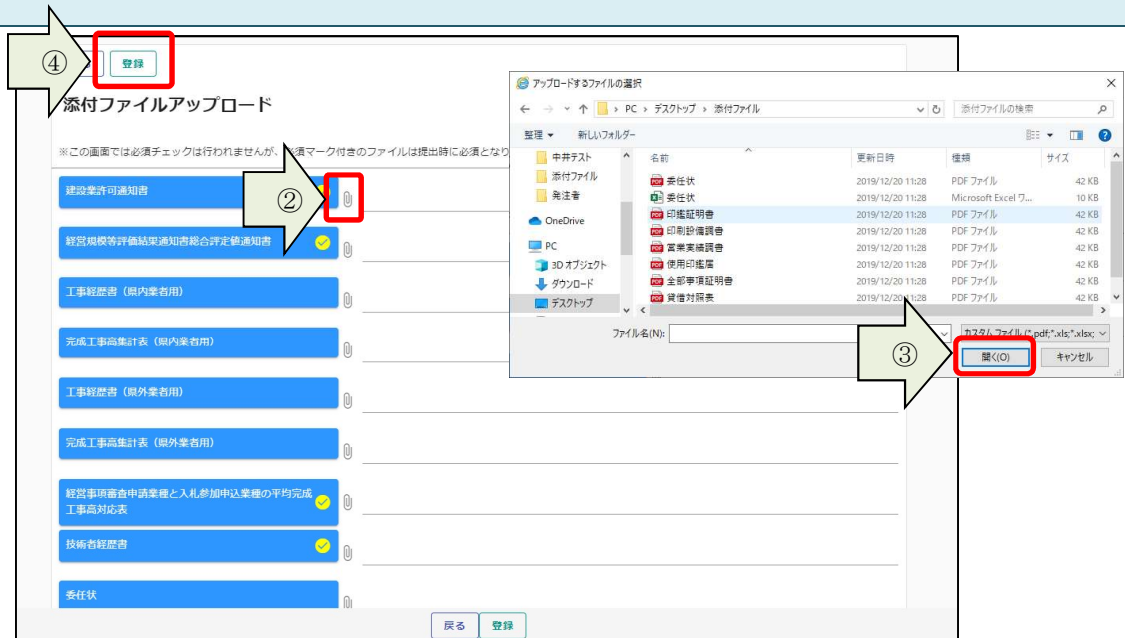 ④
登録
添付ファイルアップロード
※この画面では必須チェックは行われませんが、必須マーク付きのファイルは提出時に必須となり
建設業許可通知書
②
経営規模等評価結果通知書総合評定値通知書
工事経歴書（県内業者用）
完成工事高集計表（県内業者用）
工事経歴書（県外業者用）
完成工事高集計表（県外業者用）
経営事項審査申請業種と入札参加申込業種の平均完成
工事高対応表
技術者経歴書
委任状
戻る 登録
アップロードするファイルの選択
PC › デスクトップ › 添付ファイル
添付ファイルの検索
整理 新しいフォルダー
中井テスト
添付ファイル
発注者
OneDrive
PC
3D オブジェクト
ダウンロード
デスクトップ
名前 更新日時 種類 サイズ
委任状 2019/12/20 11:28 PDF ファイル 42 KB
委任状 2019/12/20 11:28 Microsoft Excel ワ... 10 KB
印鑑証明書 2019/12/20 11:28 PDF ファイル 42 KB
印刷設備調書 2019/12/20 11:28 PDF ファイル 42 KB
営業実績調書 2019/12/20 11:28 PDF ファイル 42 KB
使用印鑑届 2019/12/20 11:28 PDF ファイル 42 KB
全部事項証明書 2019/12/20 11:28 PDF ファイル 42 KB
貸借対照表 2019/12/20 11:28 PDF ファイル 42 KB
ファイル名(N):
カスタム ファイル (*.pdf;*.xls;*.xlsx;
③
開く(O) キャンセル